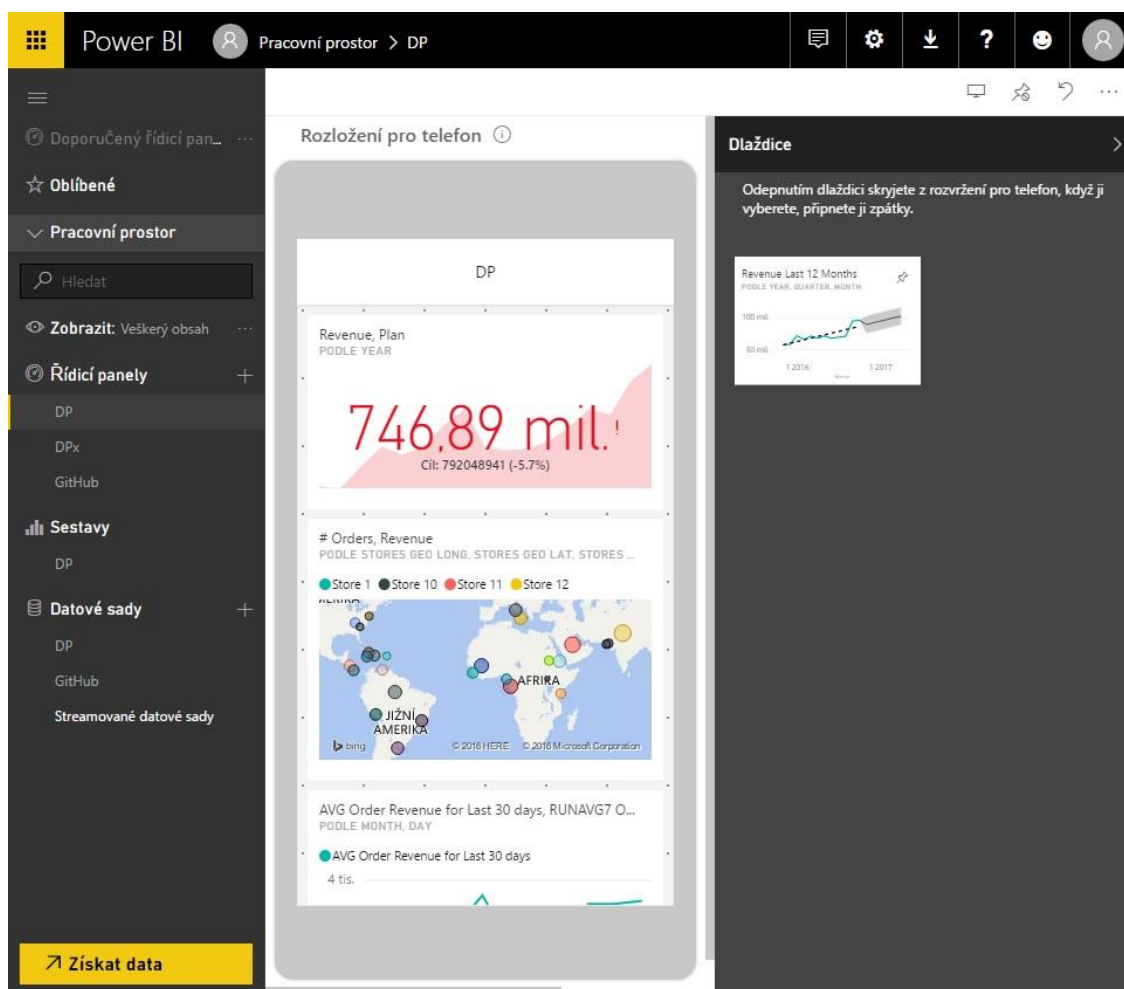 Power BI
Pracovní prostor > DP
Doporučený řídicí pan...
Oblíbené
Pracovní prostor
Hledat
Zobrazit: Veškerý obsah
Řídicí panely
DP
DPx
GitHub
Sestavy
DP
Datové sady
DP
GitHub
Streamované datové sady
Získat data
Rozložení pro telefon
DP
Revenue, Plan
PODLE YEAR
746,89 mil.!
Cíl: 792048941 (-5.7%)
# Orders, Revenue
PODLE STORES GEO LONG, STORES GEO LAT, STORES ...
Store 1 Store 10 Store 11 Store 12
AFRIKA
JIŽNÍ
AMERIKA
bing © 2016 HERE © 2016 Microsoft Corporation
AVG Order Revenue for Last 30 days, RUNAVG7 O...
PODLE MONTH, DAY
AVG Order Revenue for Last 30 days
4 tis.
Dlaždice
Odepnutím dlaždici skryjete z rozvržení pro telefon, když ji
vyberete, připnete ji zpátky.
Revenue Last 12 Months
PODLE YEAR, QUARTER, MONTH
100 mil.
50 mil.
1 2016 1 2017